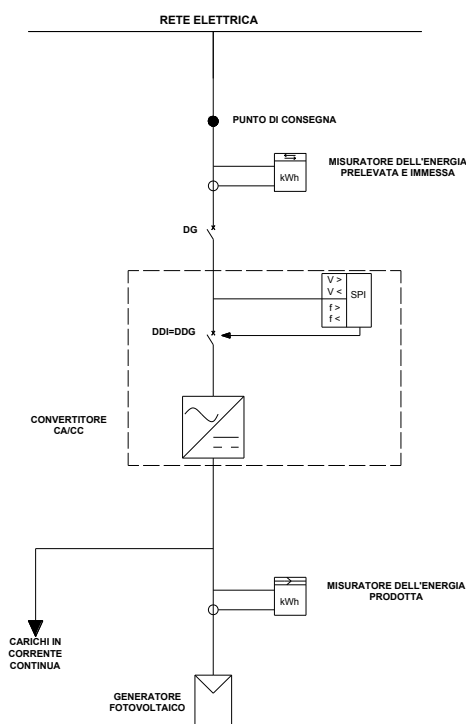 RETE ELETTRICA
PUNTO DI CONSEGNA
MISURATORE DELL'ENERGIA
PRELEVATA E IMMESSA
kWh
DG
V >
V <
SPI
f >
f <
DDI=DDG
CONVERTITORE
CA/CC
MISURATORE DELL'ENERGIA
PRODOTTA
kWh
CARICHI IN
CORRENTE
CONTINUA
GENERATORE
FOTOVOLTAICO